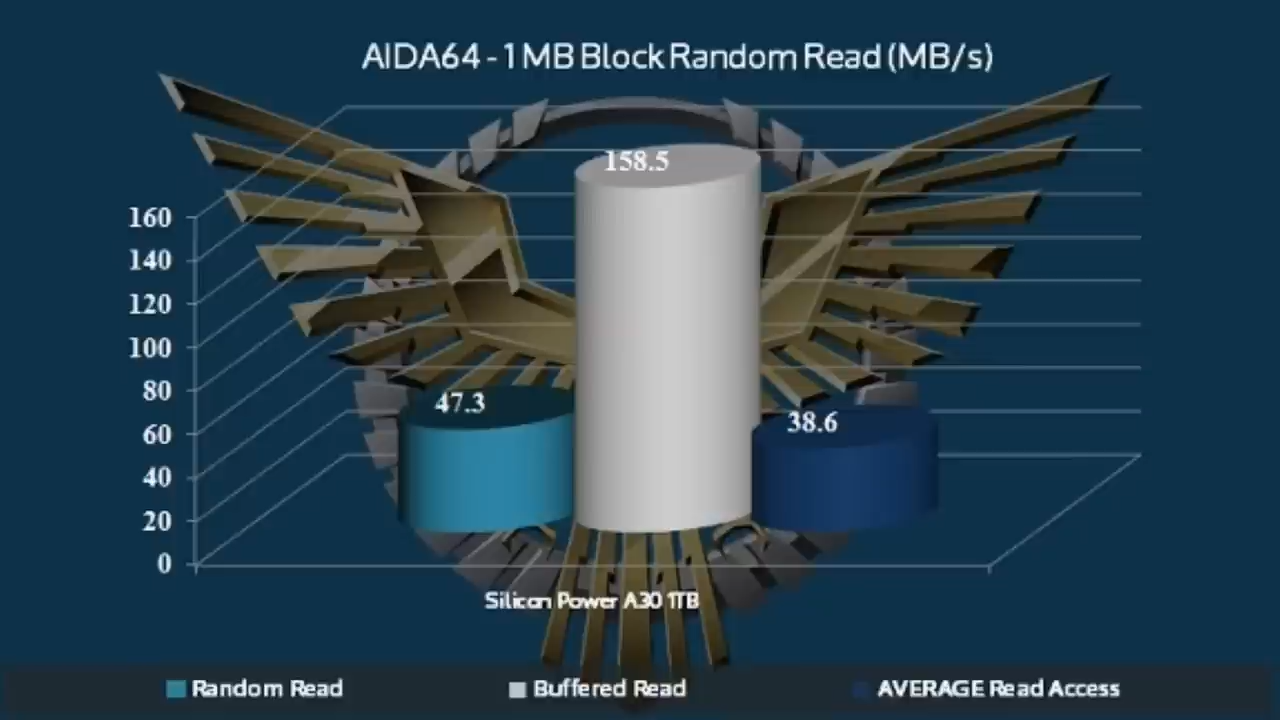 AIDA64 - 1 MB Block Random Read (MB/s)
158.5
160
140
120
100
80
47.3
38.6
60
40
20
0
Silicon Power A30 1TB
Random Read
Buffered Read
AVERAGE Read Access